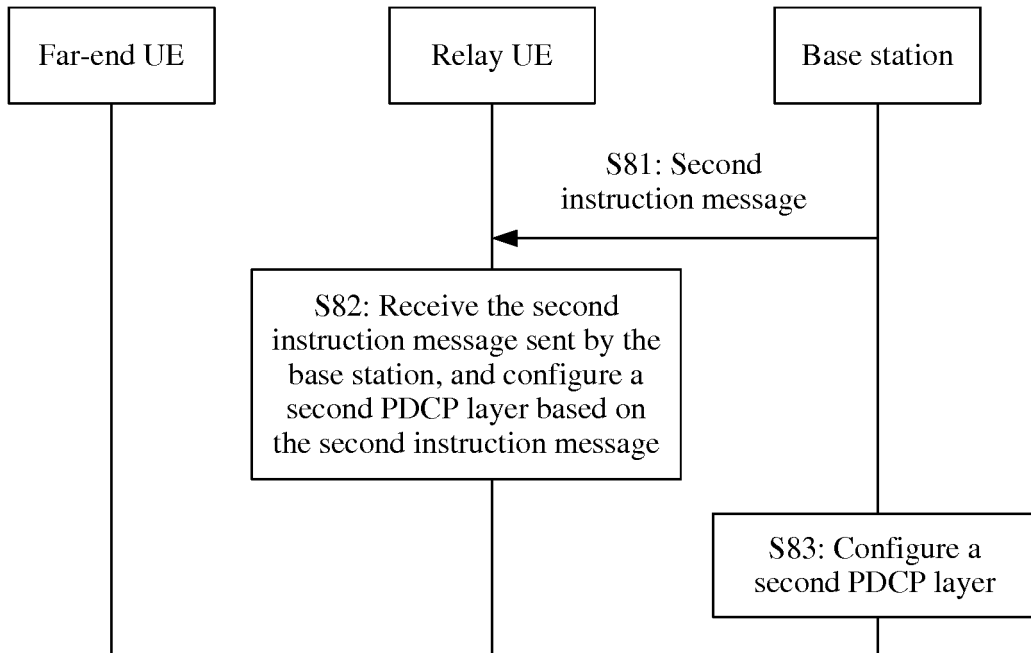 Far-end UE
Relay UE
Base station
S81: Second
instruction message
S82: Receive the second
instruction message sent by the
base station, and configure a
second PDCP layer based on
the second instruction message
S83: Configure a
second PDCP layer